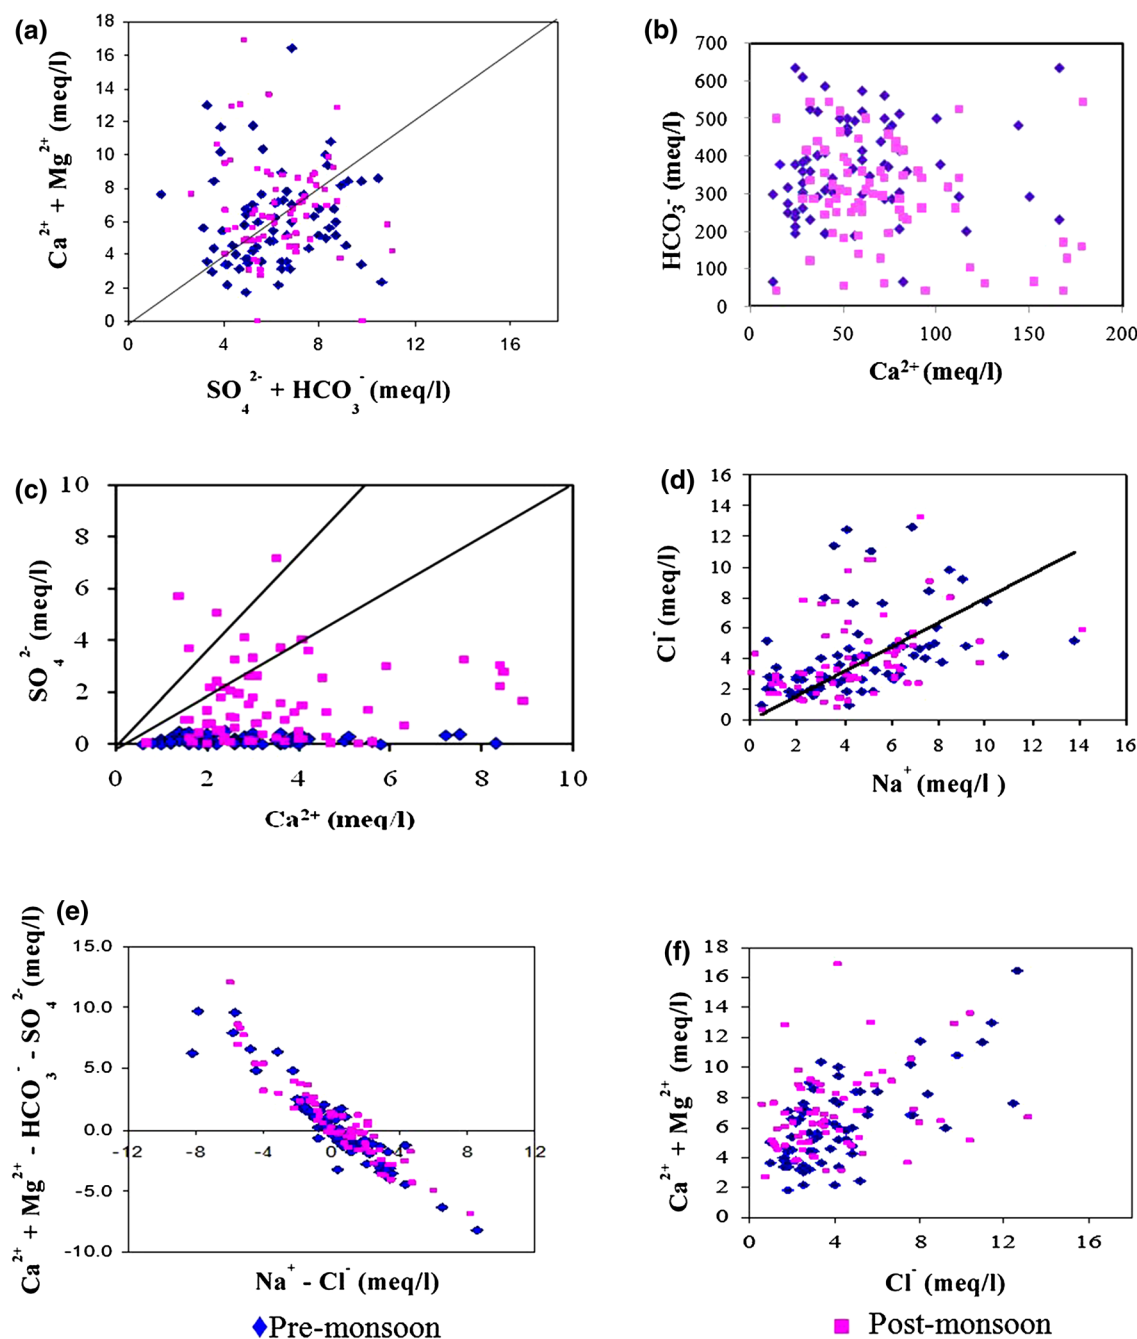 (a)
18
16
14
12
10
8
6
4
2
0
0 4 8 12 16
Ca2+ + Mg2+ (meq/l)
SO42- + HCO3- (meq/l)
(b)
700
600
500
400
300
200
100
0
0 50 100 150 200
HCO3- (meq/l)
Ca2+ (meq/l)
(c)
10
8
6
4
2
0
0 2 4 6 8 10
SO42- (meq/l)
Ca2+ (meq/l)
(d)
16
14
12
10
8
6
4
2
0
0 2 4 6 8 10 12 14 16
Cl- (meq/l)
Na+ (meq/l )
(e)
15.0
10.0
5.0
0.0
-5.0
-10.0
-12 -8 -4 0 4 8 12
Ca2+ + Mg2+ - HCO3- - SO42- (meq/l)
Na+ - Cl- (meq/l)
(f)
18
16
14
12
10
8
6
4
2
0
0 4 8 12 16
Ca2+ + Mg2+ (meq/l)
Cl- (meq/l)
Pre-monsoon
Post-monsoon